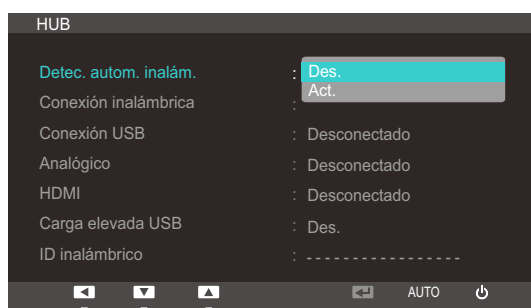 HUB
Detec. autom. inalám. : Des.
Act.
Conexión inalámbrica :
Conexión USB : Desconectado
Analógico : Desconectado
HDMI : Desconectado
Carga elevada USB : Des.
ID inalámbrico : - - - - - - - - - - - - - - - - - -
AUTO